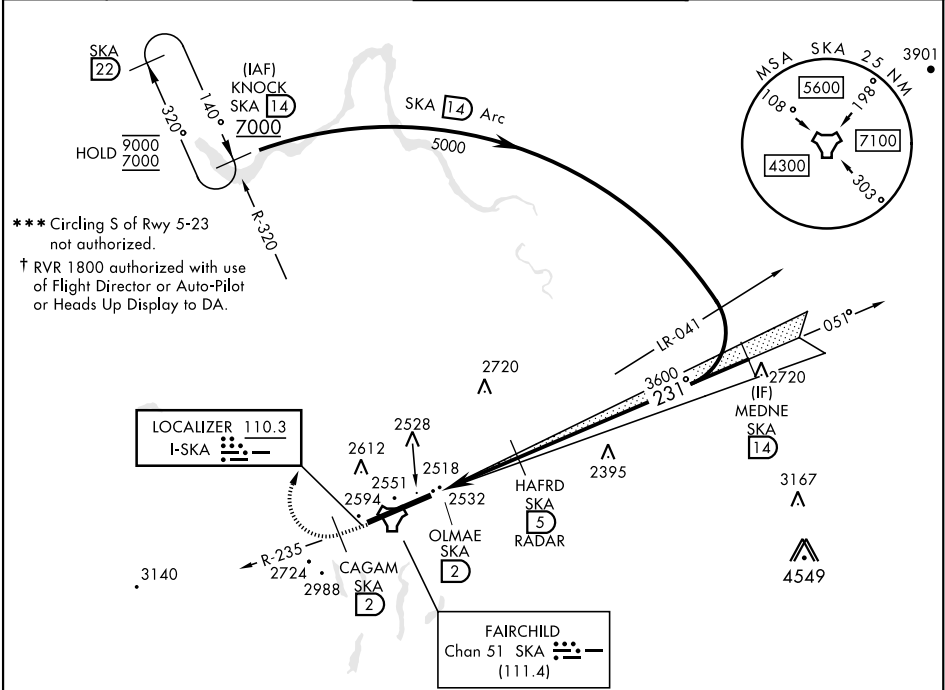 SKA
22
(IAF)
KNOCK
SKA 14
7000
140°
320°
HOLD 9000
7000
R-320
SKA 14 Arc
5000
MSA SKA 25 NM
5600
108°
198°
7100
4300
303°
3901
*** Circling S of Rwy 5-23
not authorized.
† RVR 1800 authorized with use
of Flight Director or Auto-Pilot
or Heads Up Display to DA.
LR-041
051°
3600
231°
2720
2720
(IF)
MEDNE
SKA
14
LOCALIZER 110.3
I-SKA
2528
2612
2518
2551
2594
2532
2395
HAFRD
SKA
5
RADAR
3167
OLMAE
SKA
2
R-235
CAGAM
SKA
2
2724
2988
3140
4549
FAIRCHILD
Chan 51 SKA
(111.4)